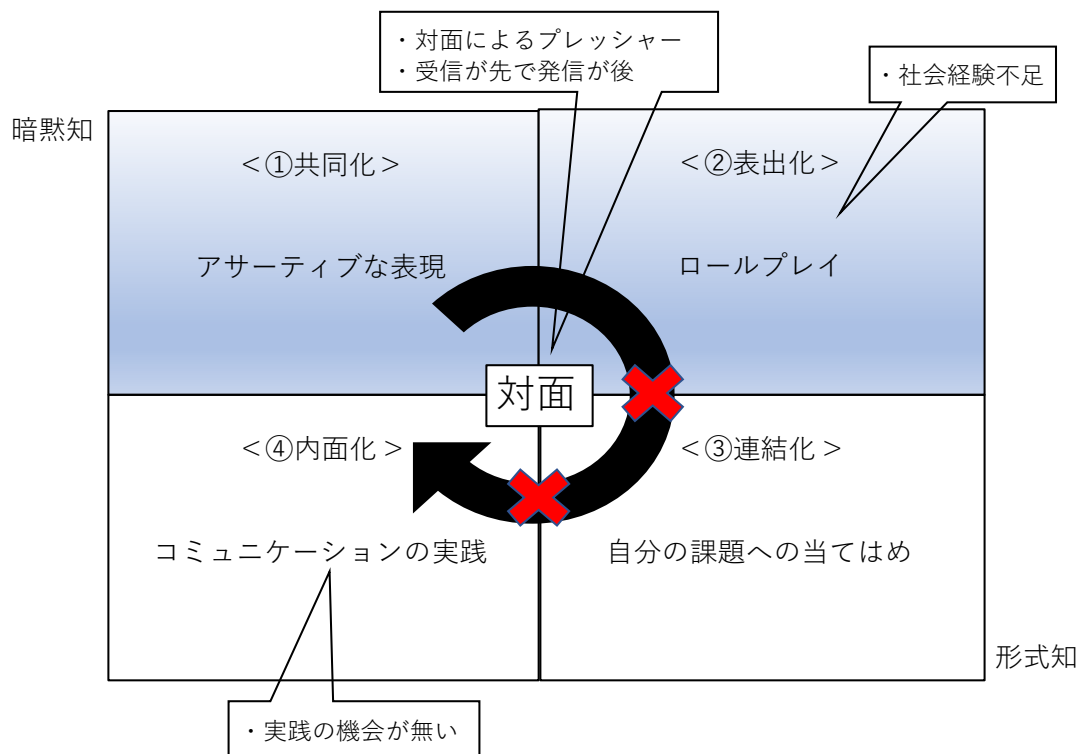 ・対面によるプレッシャー
・受信が先で発信が後
・社会経験不足
暗黙知
＜①共同化＞
＜②表出化＞
アサーティブな表現
ロールプレイ
対面
＜④内面化＞
＜③連結化＞
コミュニケーションの実践
自分の課題への当てはめ
形式知
・実践の機会が無い